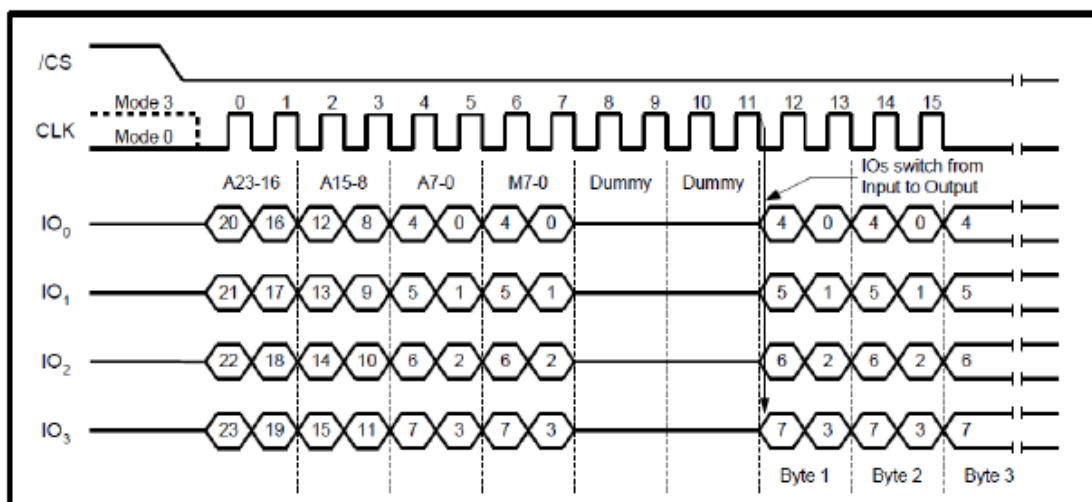 /CS
Mode 3 0 1 2 3 4 5 6 7 8 9 10 11 12 13 14 15
CLK
Mode 0
IOs switch from
Input to Output
A23-16 A15-8 A7-0 M7-0 Dummy Dummy
IO0 20 16 12 8 4 0 4 0 4 0 4 0 4
IO1 21 17 13 9 5 1 5 1 5 1 5 1 5
IO2 22 18 14 10 6 2 6 2 6 2 6 2 6
IO3 23 19 15 11 7 3 7 3 7 3 7 3 7
Byte 1 Byte 2 Byte 3